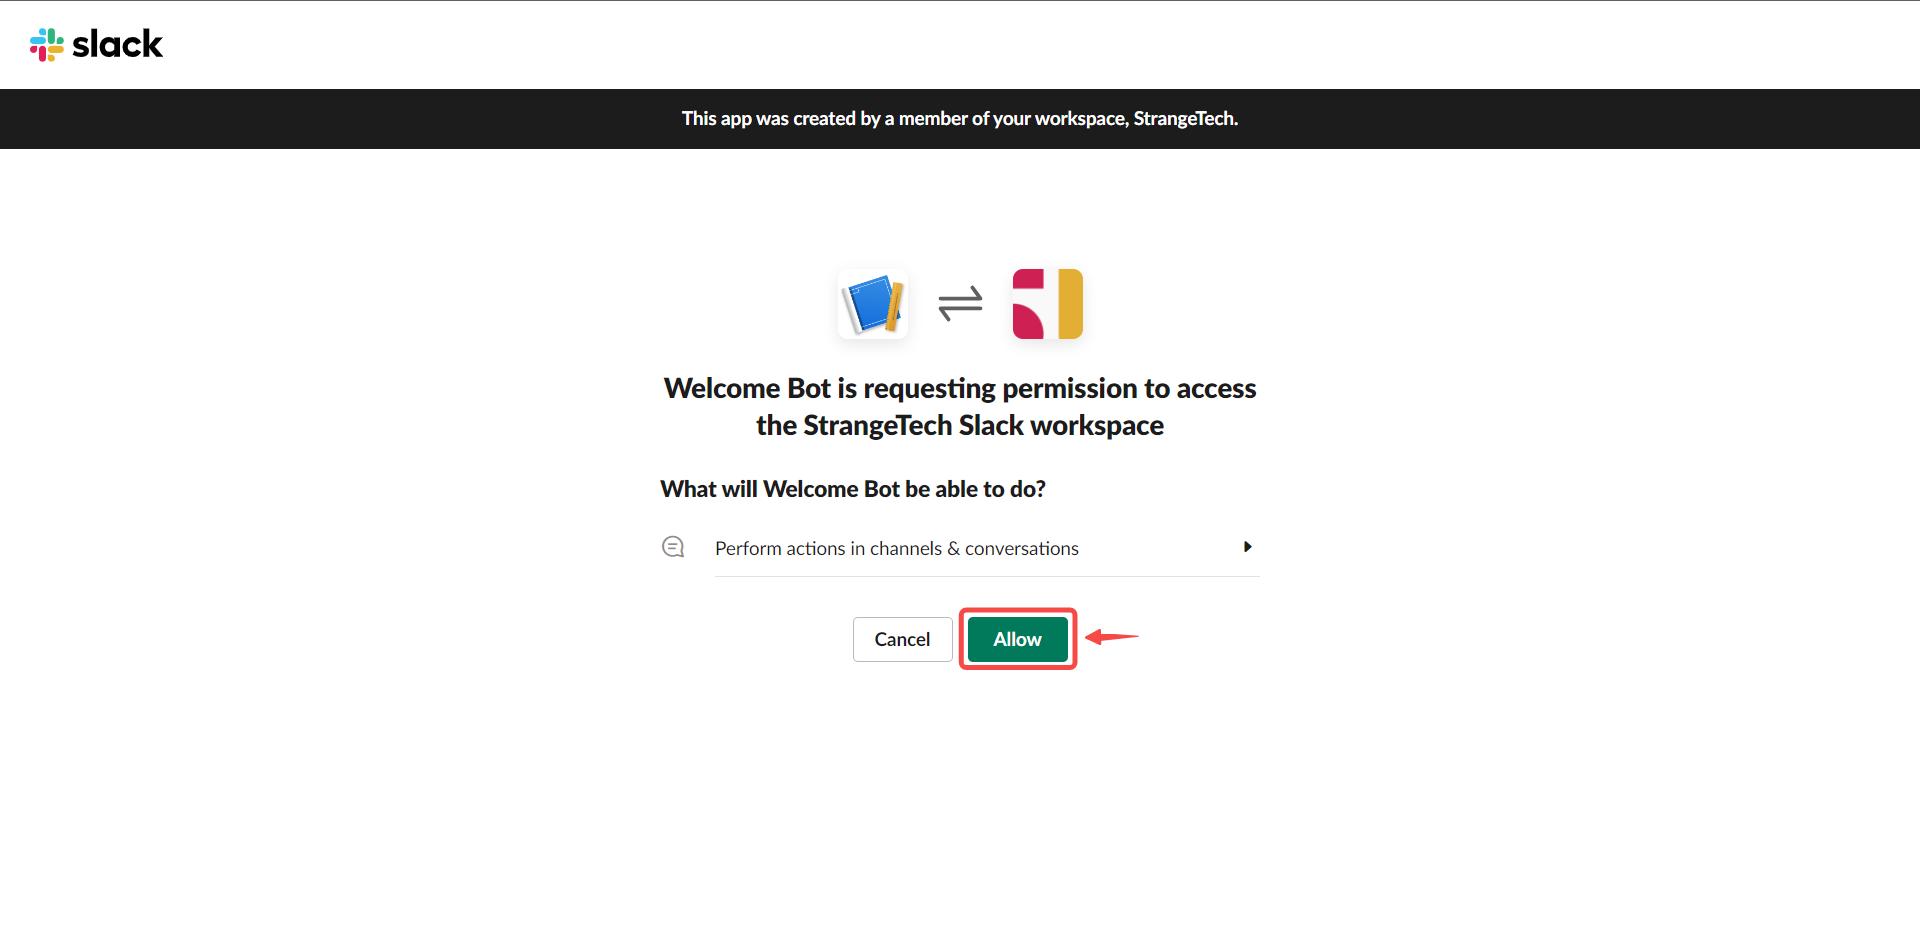 slack
This app was created by a member of your workspace, StrangeTech.
Welcome Bot is requesting permission to access
the StrangeTech Slack workspace
What will Welcome Bot be able to do?
Perform actions in channels & conversations
Cancel
Allow